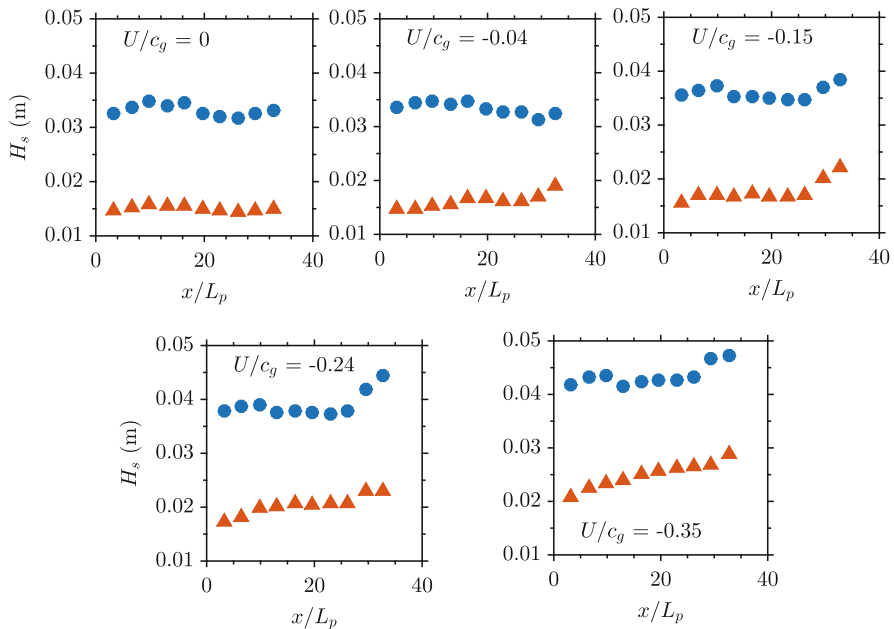 U/c_g = 0
0.05
0.04
0.03
0.02
0.01
H_s (m)
0 20 40
x/L_p
U/c_g = -0.04
0.05
0.04
0.03
0.02
0.01
0 20 40
x/L_p
U/c_g = -0.15
0.05
0.04
0.03
0.02
0.01
0 20 40
x/L_p
U/c_g = -0.24
0.05
0.04
0.03
0.02
0.01
H_s (m)
0 20 40
x/L_p
0.05
0.04
0.03
0.02
0.01
U/c_g = -0.35
0 20 40
x/L_p